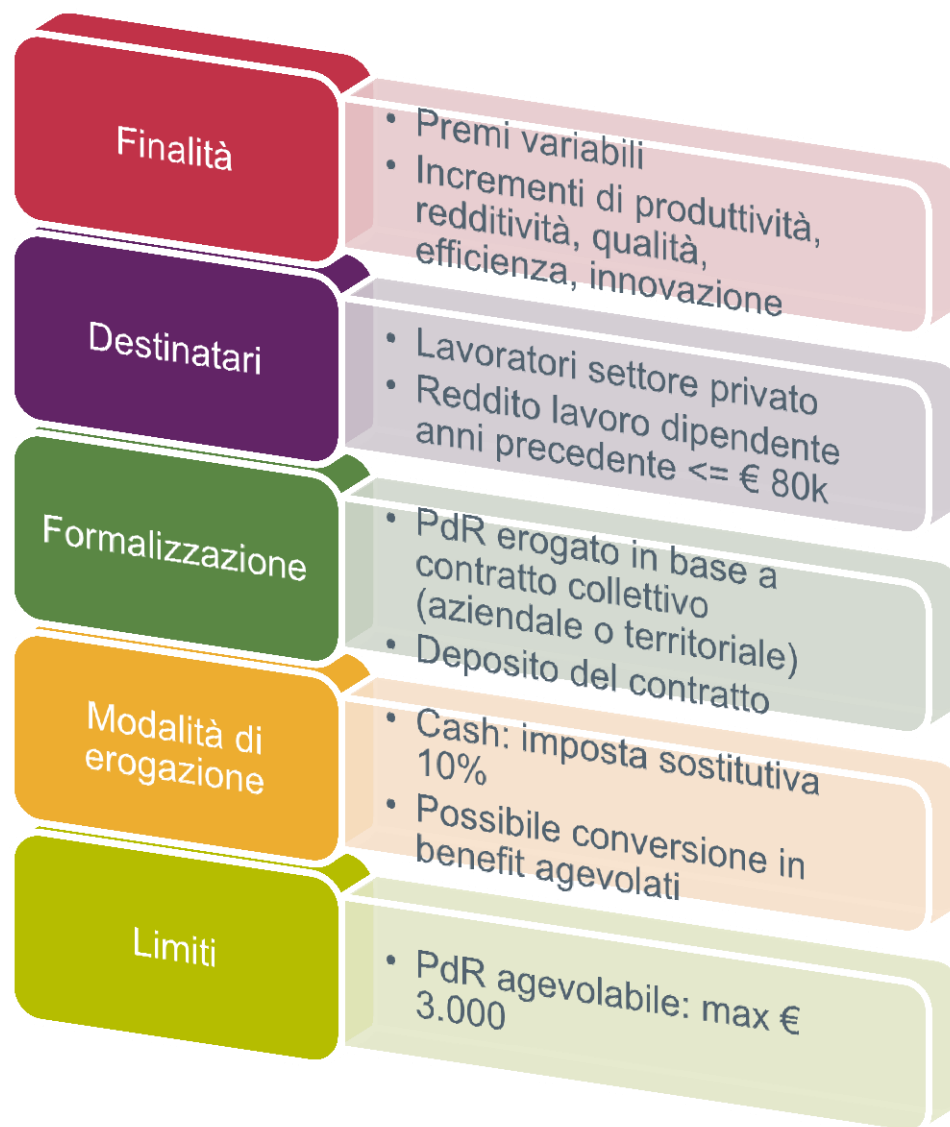 Finalità
• Premi variabili
• Incrementi di produttività,
redditività, qualità,
efficienza, innovazione
Destinatari
• Lavoratori settore privato
• Reddito lavoro dipendente
anni precedente <= € 80k
Formalizzazione
• PdR erogato in base a
contratto collettivo
(aziendale o territoriale)
• Deposito del contratto
Modalità di
erogazione
• Cash: imposta sostitutiva
10%
• Possibile conversione in
benefit agevolati
Limiti
• PdR agevolabile: max €
3.000